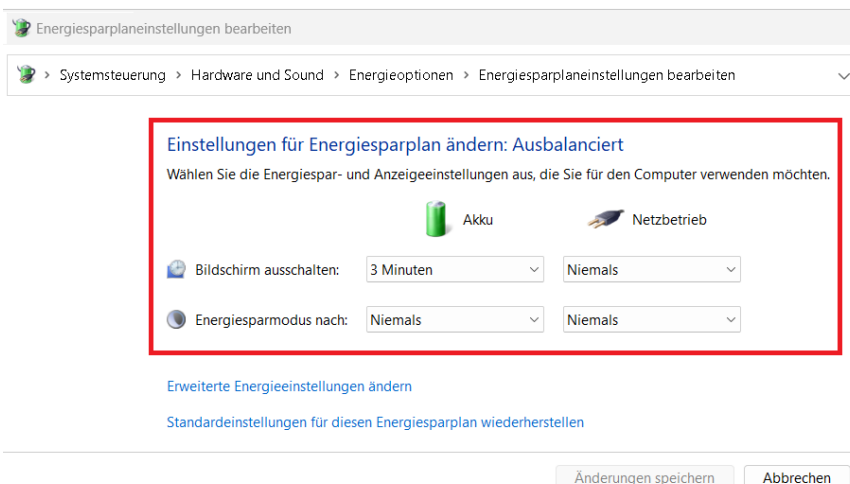 Energiesparplaneinstellungen bearbeiten
Systemsteuerung > Hardware und Sound > Energieoptionen > Energiesparplaneinstellungen bearbeiten
Einstellungen für Energiesparplan ändern: Ausbalanciert
Wählen Sie die Energiespar- und Anzeigeeinstellungen aus, die Sie für den Computer verwenden möchten.
Akku Netzbetrieb
Bildschirm ausschalten: 3 Minuten Niemals
Energiesparmodus nach: Niemals Niemals
Erweiterte Energieeinstellungen ändern
Standardeinstellungen für diesen Energiesparplan wiederherstellen
Änderungen speichern Abbrechen